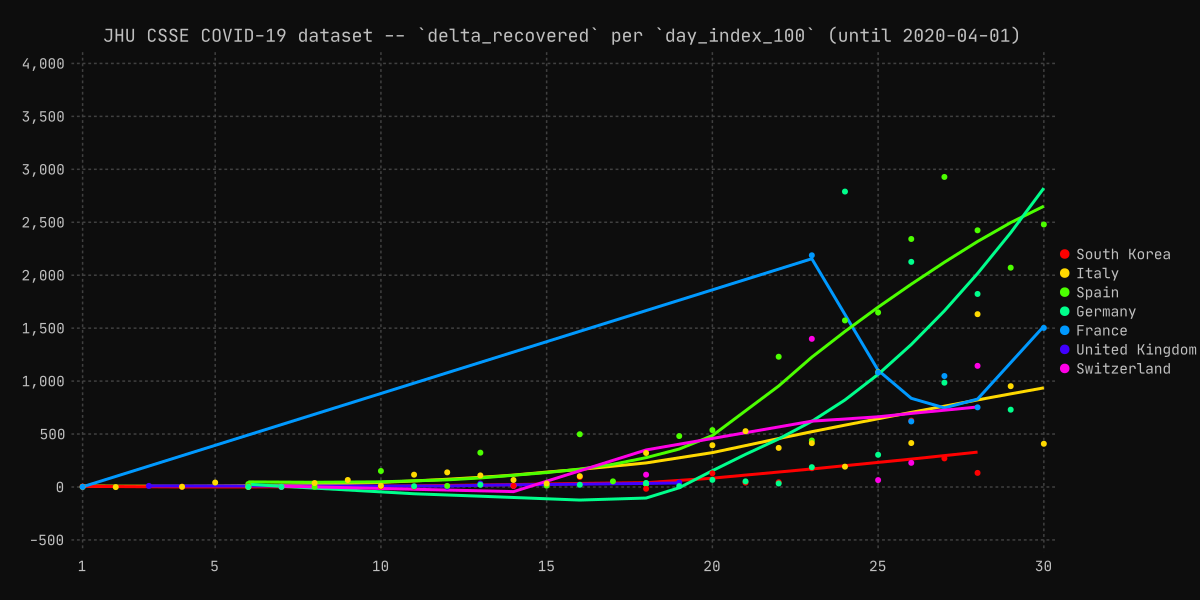 JHU CSSE COVID-19 dataset -- `delta_recovered` per `day_index_100` (until 2020-04-01)
4,000
3,500
3,000
2,500
2,000
1,500
1,000
500
0
-500
1 5 10 15 20 25 30
South Korea
Italy
Spain
Germany
France
United Kingdom
Switzerland